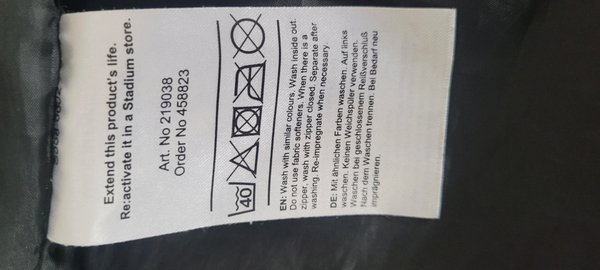 Extend this product's life.
Re:activate it in a Stadium store.
Art. No 219038
Order No 458823
40
EN: Wash with similar colours. Wash inside out.
Do not use fabric softeners. When there is a
zipper, wash with zipper closed. Separate after
washing. Re-impregnate when necessary.
DE: Mit ähnlichen Farben waschen. Auf links
waschen. Keinen Weichspüler verwenden.
Waschen bei geschlossenem Reißverschluß
Nach dem Waschen trennen. Bei Bedarf neu
imprägnieren.